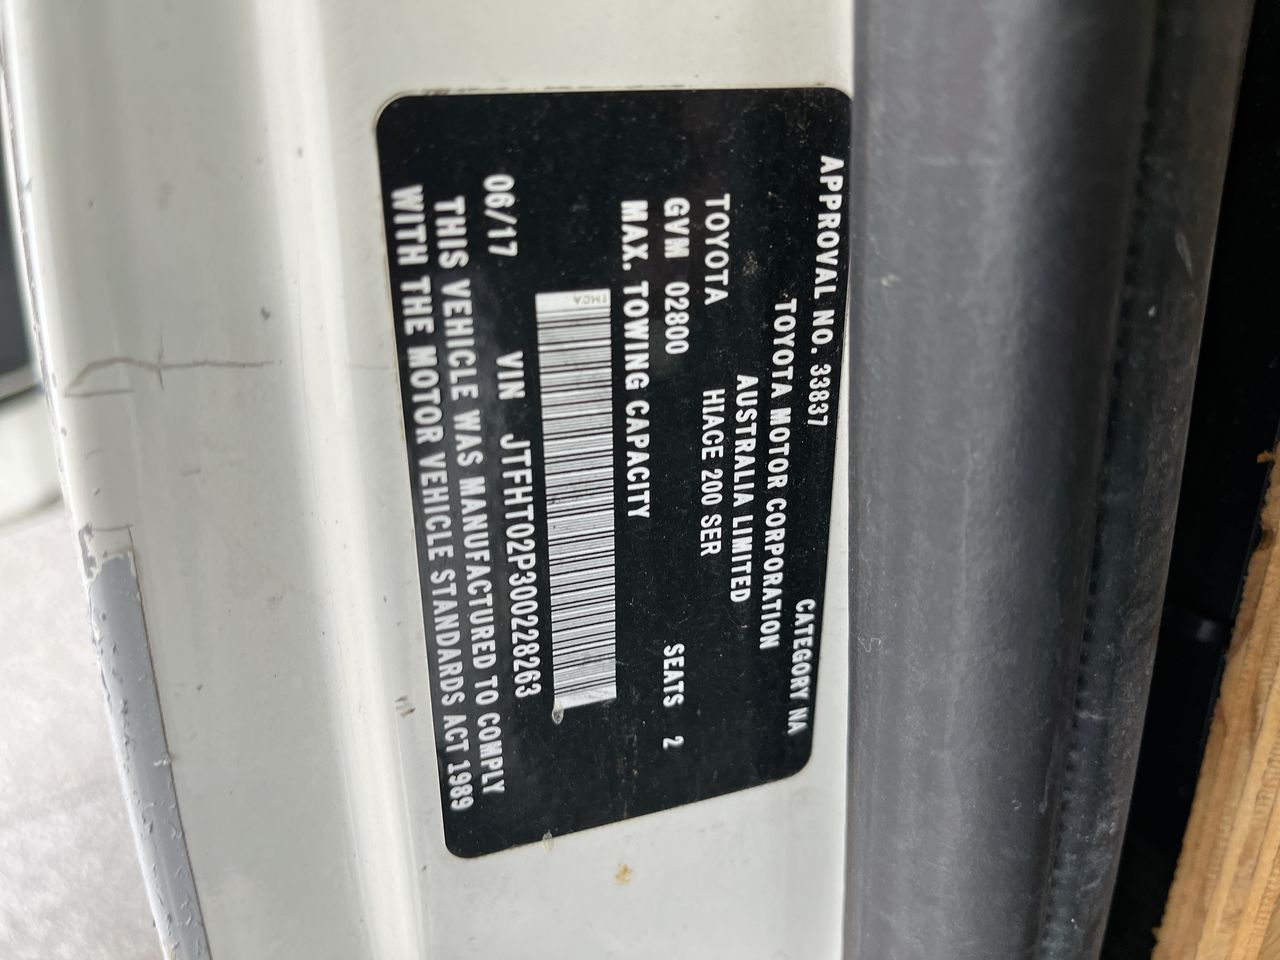 APPROVAL NO. 33837 CATEGORY NA
TOYOTA MOTOR CORPORATION
AUSTRALIA LIMITED
TOYOTA HIACE 200 SER
GVM 02800 SEATS 2
MAX. TOWING CAPACITY
TMCA
06/17 VIN JTFHT02P300228263
THIS VEHICLE WAS MANUFACTURED TO COMPLY
WITH THE MOTOR VEHICLE STANDARDS ACT 1989